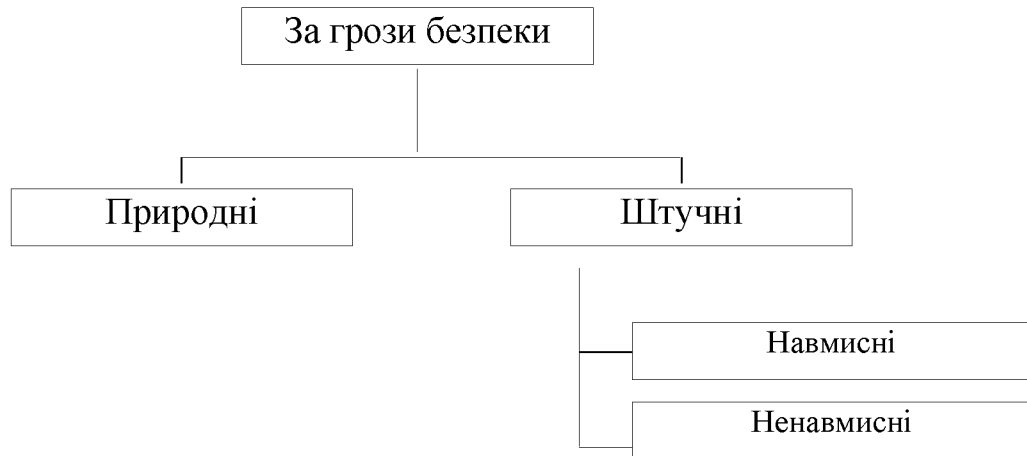 За грози безпеки
Природні
Штучні
Навмисні
Ненавмисні